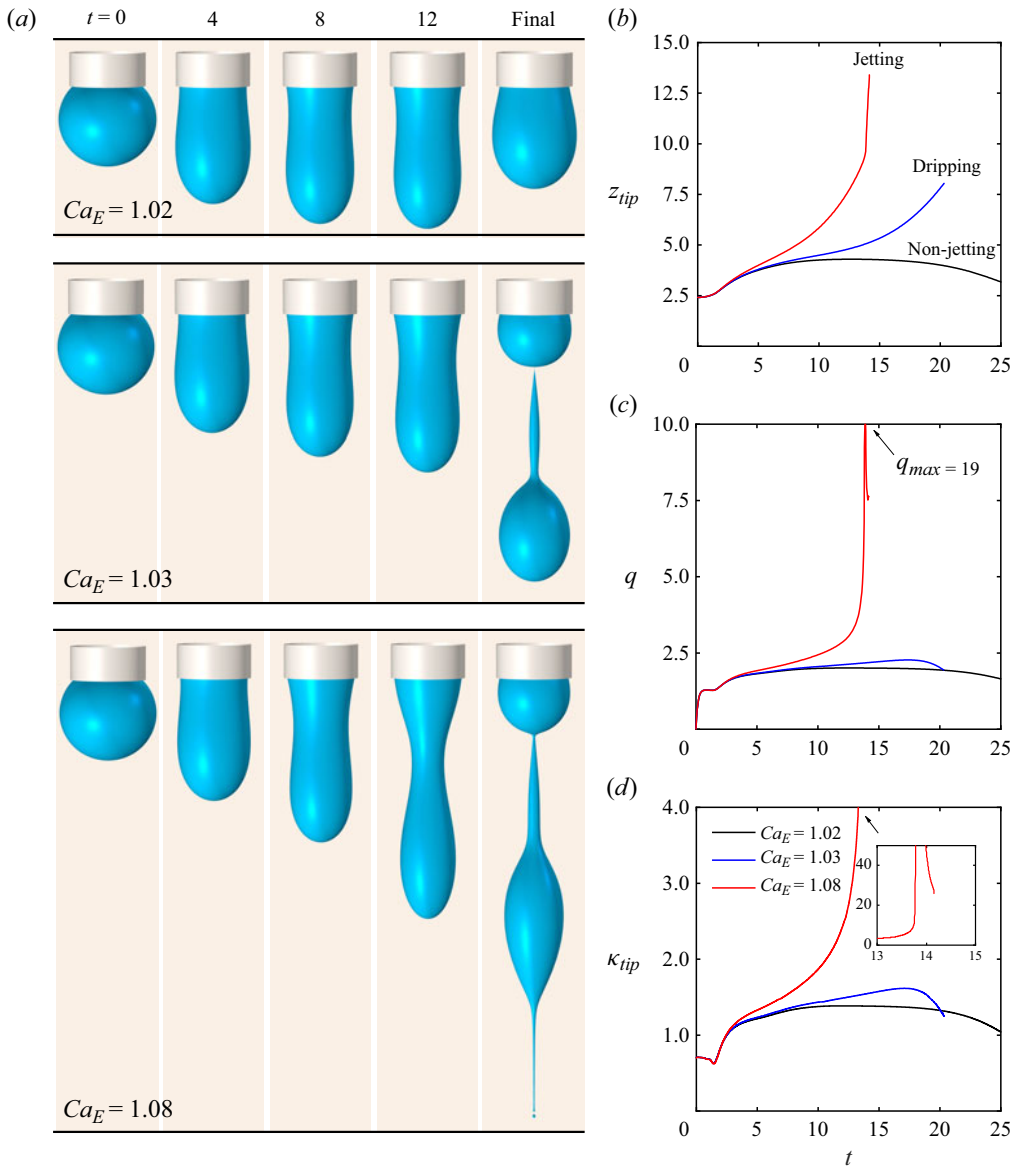 (a) t = 0 4 8 12 Final
Ca_E = 1.02
Ca_E = 1.03
Ca_E = 1.08
(b)
15.0
12.5
10.0
7.5
5.0
2.5
0 5 10 15 20 25
z_tip
Jetting
Dripping
Non-jetting
(c)
10.0
7.5
5.0
2.5
0 5 10 15 20 25
q
q_max = 19
(d)
4.0
3.0
2.0
1.0
0 5 10 15 20 25
κ_tip
t
Ca_E = 1.02
Ca_E = 1.03
Ca_E = 1.08
40
20
0
13 14 15